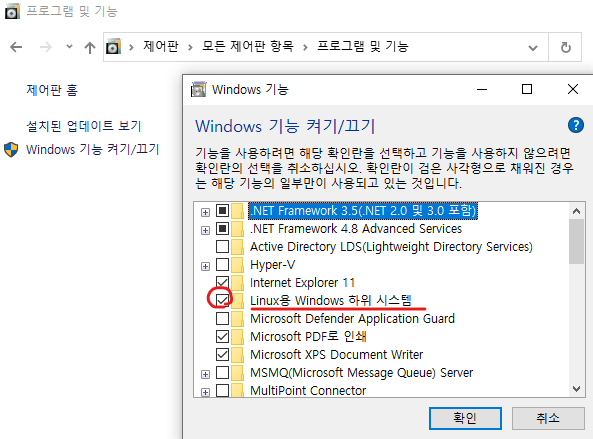 프로그램 및 기능
제어판 > 모든 제어판 항목 > 프로그램 및 기능
제어판 홈
설치된 업데이트 보기
Windows 기능 켜기/끄기
Windows 기능
Windows 기능 켜기/끄기
기능을 사용하려면 해당 확인란을 선택하고 기능을 사용하지 않으려면
확인란의 선택을 취소하십시오. 확인란이 검은 사각형으로 채워진 경우
는 해당 기능의 일부만이 사용되고 있는 것입니다.
.NET Framework 3.5(.NET 2.0 및 3.0 포함)
.NET Framework 4.8 Advanced Services
Active Directory LDS(Lightweight Directory Services)
Hyper-V
Internet Explorer 11
Linux용 Windows 하위 시스템
Microsoft Defender Application Guard
Microsoft PDF로 인쇄
Microsoft XPS Document Writer
MSMQ(Microsoft Message Queue) Server
MultiPoint Connector
확인
취소